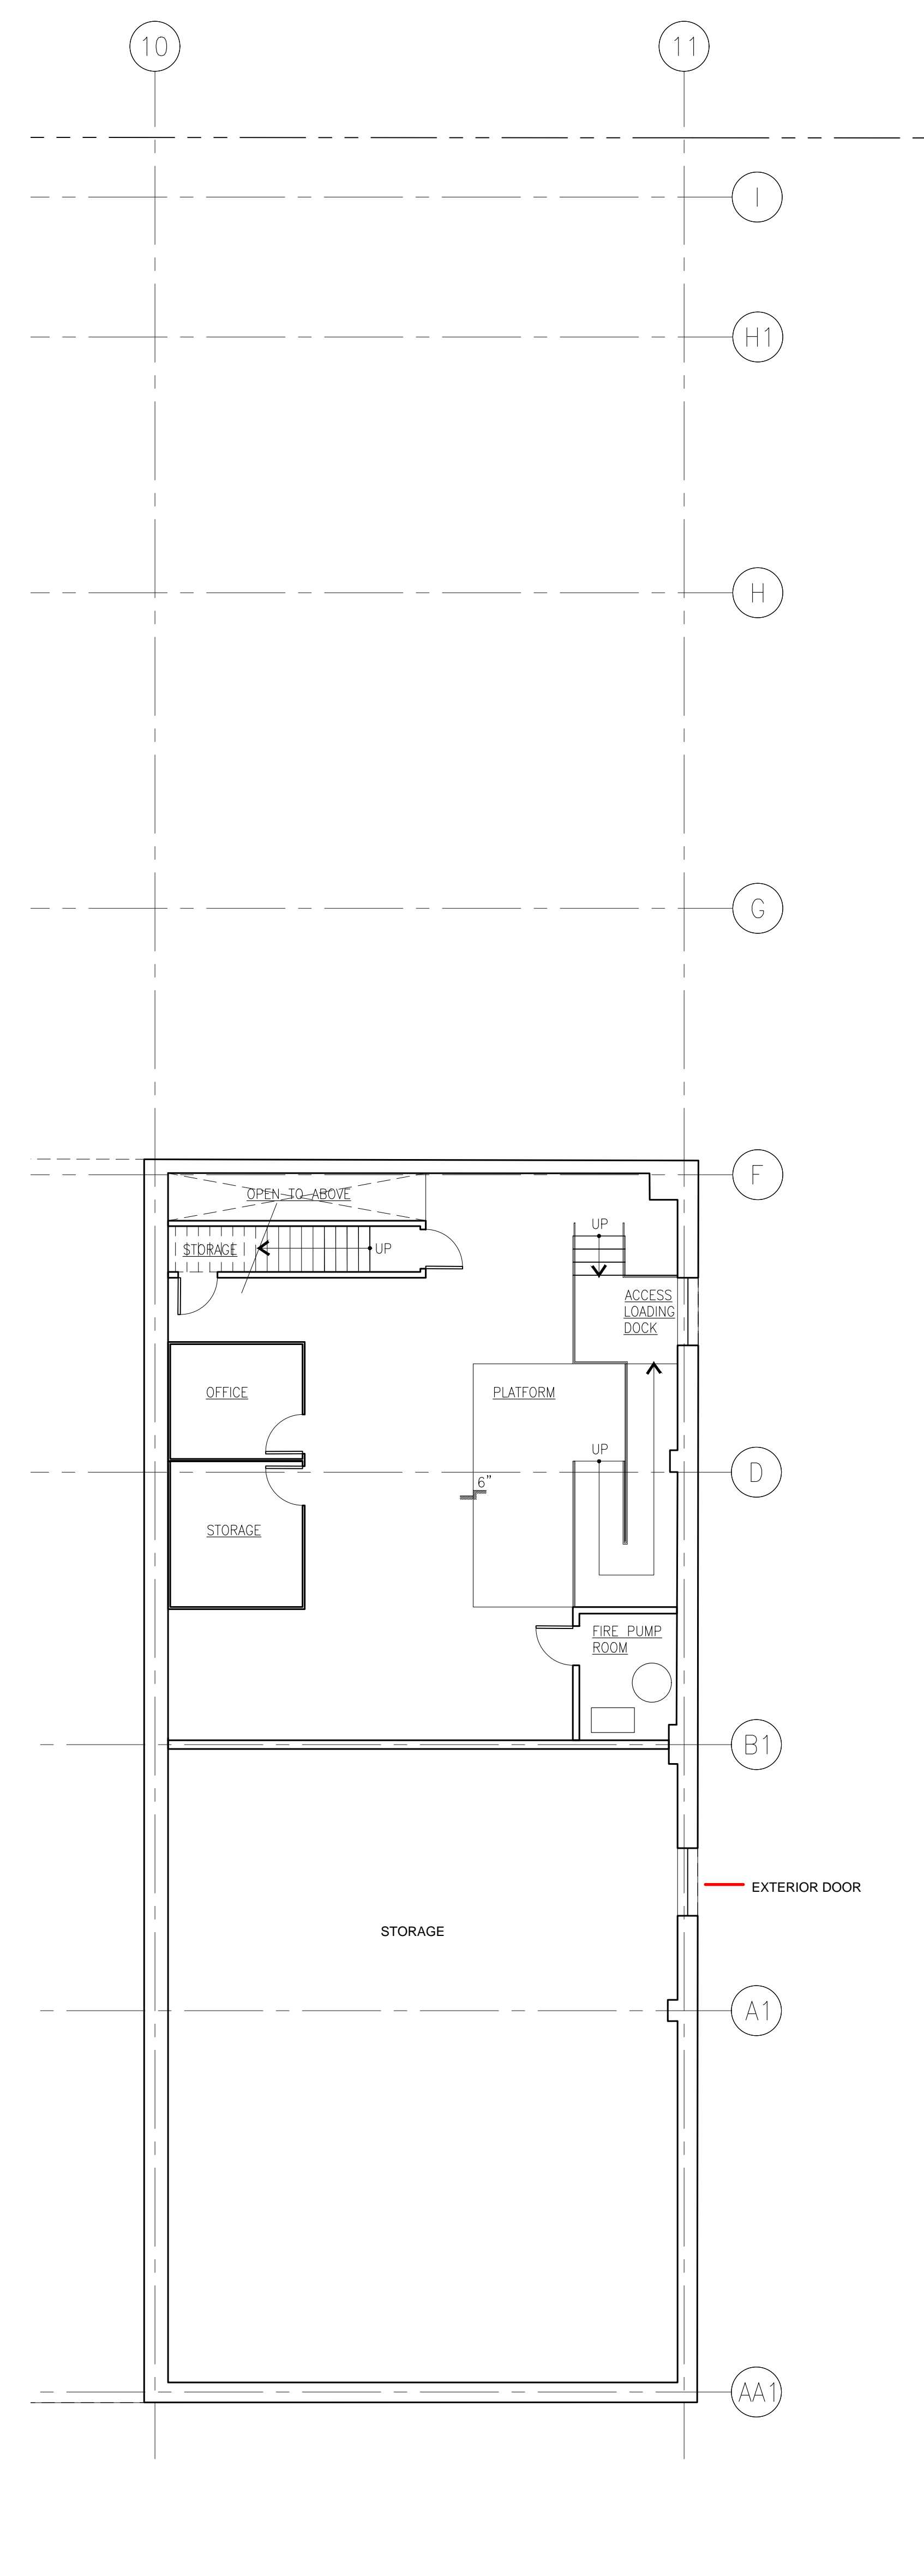 10
11
I
H1
H
G
F
OPEN TO ABOVE
UP
STORAGE
UP
ACCESS
LOADING
DOCK
OFFICE
PLATFORM
UP
D
6"
STORAGE
FIRE PUMP
ROOM
B1
EXTERIOR DOOR
STORAGE
A1
AA1